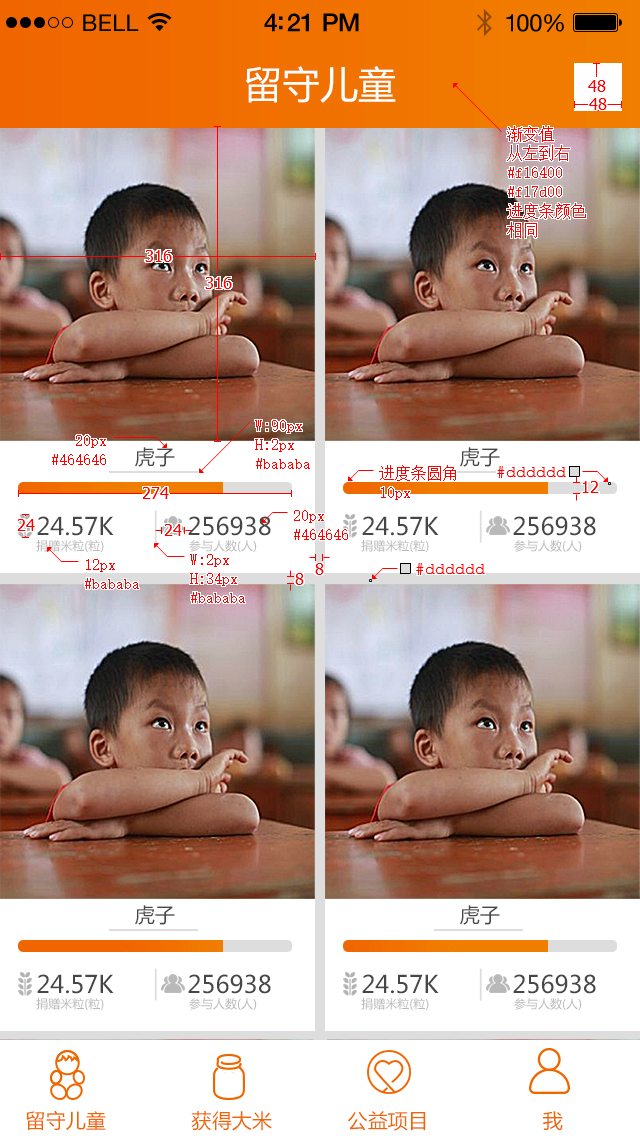 BELL 4:21 PM 100%
留守儿童
48
48
渐变值
从左到右
#f16400
#f17d00
进度条颜色
相同
316
316
20px
#464646
W:90px
H:2px
#bababa
虎子
虎子
进度条圆角
10px
#dddddd
274
12
24
24.57K
捐赠米粒(粒)
24
256938
参与人数(人)
20px
#464646
24.57K
捐赠米粒(粒)
256938
参与人数(人)
12px
#bababa
W:2px
H:34px
#bababa
8
8
#dddddd
虎子
虎子
24.57K
捐赠米粒(粒)
256938
参与人数(人)
24.57K
捐赠米粒(粒)
256938
参与人数(人)
留守儿童 获得大米 公益项目 我